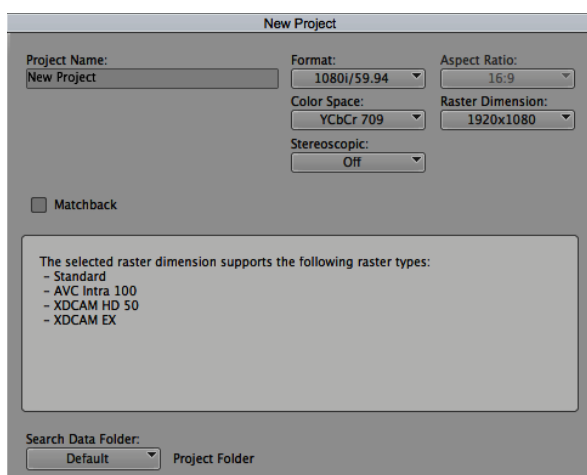 New Project
Project Name:
New Project
Format:
1080i/59.94
Aspect Ratio:
16:9
Color Space:
YCbCr 709
Raster Dimension:
1920x1080
Stereoscopic:
Off
Matchback
The selected raster dimension supports the following raster types:
– Standard
– AVC Intra 100
– XDCAM HD 50
– XDCAM EX
Search Data Folder:
Default
Project Folder